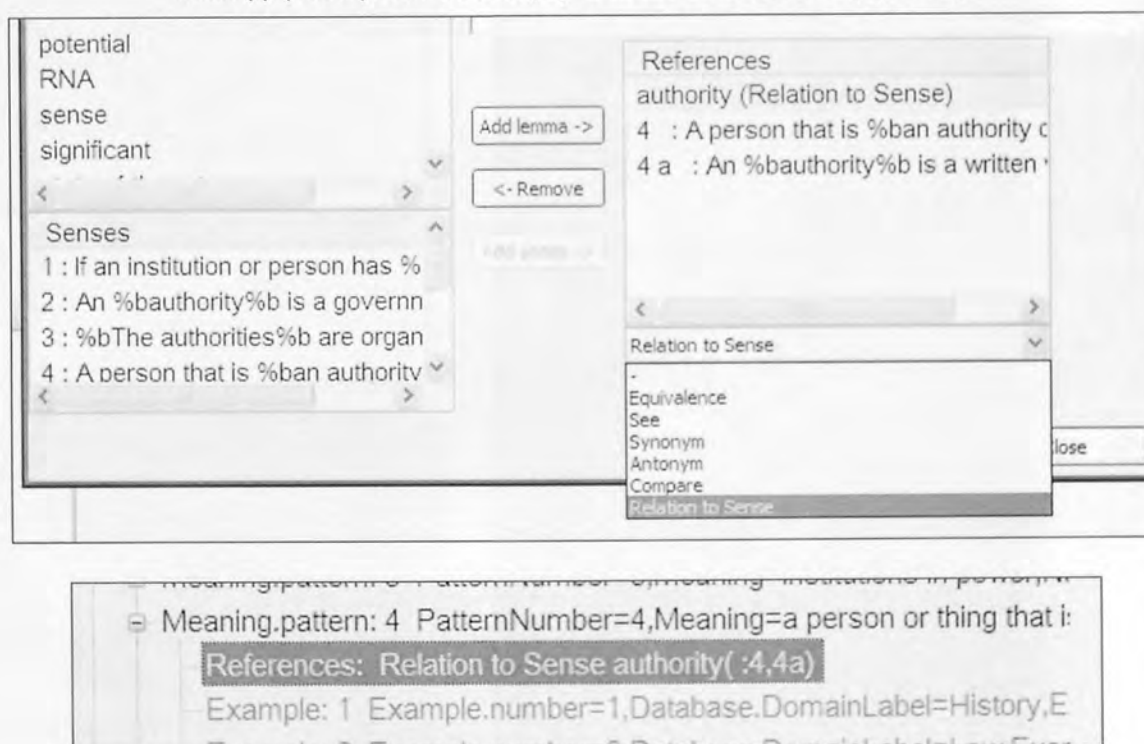 potential
RNA
sense
significant
Senses
1 : If an institution or person has %
2 : An %bauthority%b is a governn
3 : %bThe authorities%b are organ
4 : A person that is %ban authority
Add lemma ->
<- Remove
Add senses ->
References
authority (Relation to Sense)
4 : A person that is %ban authority c
4 a : An %bauthority%b is a written
Relation to Sense
-
Equivalence
See
Synonym
Antonym
Compare
Relation to Sense
lose
Meaning.pattern: 4 PatternNumber=4,Meaning=a person or thing that i
References: Relation to Sense authority( :4,4a)
Example: 1 Example.number=1,Database.DomainLabel=History,E